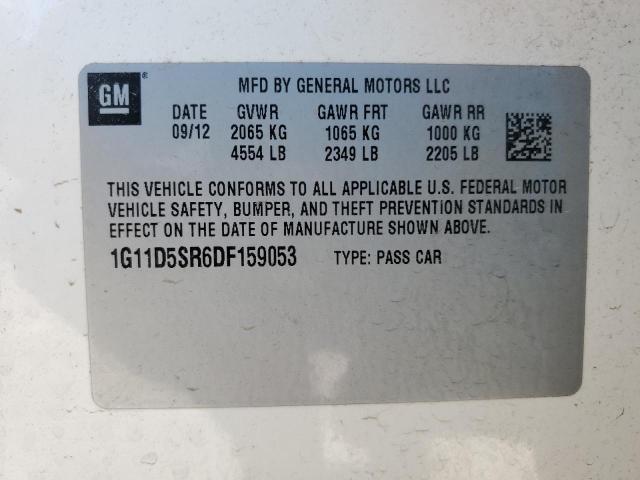 GM ® MFD BY GENERAL MOTORS LLC
DATE GVWR GAWR FRT GAWR RR
09/12 2065 KG 1065 KG 1000 KG
4554 LB 2349 LB 2205 LB
THIS VEHICLE CONFORMS TO ALL APPLICABLE U.S. FEDERAL MOTOR
VEHICLE SAFETY, BUMPER, AND THEFT PREVENTION STANDARDS IN
EFFECT ON THE DATE OF MANUFACTURE SHOWN ABOVE.
1G11D5SR6DF159053 TYPE: PASS CAR